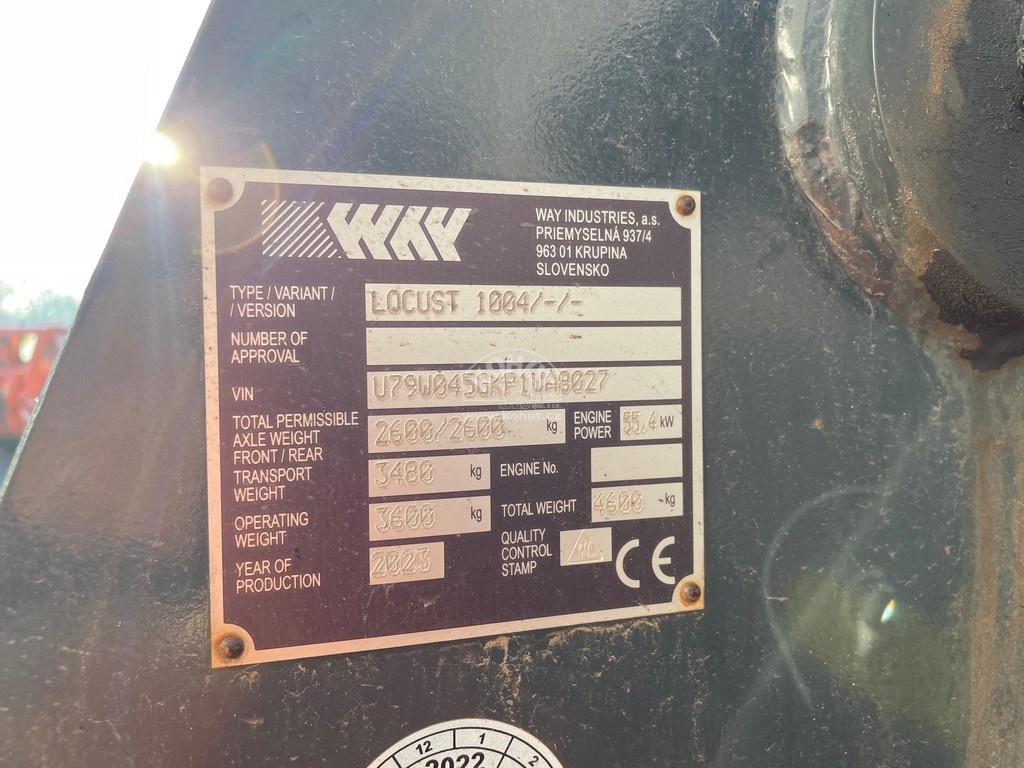 WAY
WAY INDUSTRIES, a.s.
PRIEMYSELNÁ 937/4
963 01 KRUPINA
SLOVENSKO
TYPE / VARIANT /
/ VERSION
LOCUST 1004/-/-
NUMBER OF
APPROVAL
VIN
U79W045GKP1WA8027
TOTAL PERMISSIBLE
AXLE WEIGHT
FRONT / REAR
2600/2600 kg
ENGINE
POWER
55.4 kW
TRANSPORT
WEIGHT
3480 kg
ENGINE No.
OPERATING
WEIGHT
3600 kg
TOTAL WEIGHT
4600 kg
YEAR OF
PRODUCTION
2023
QUALITY
CONTROL
STAMP
CE
12 1 2
2022